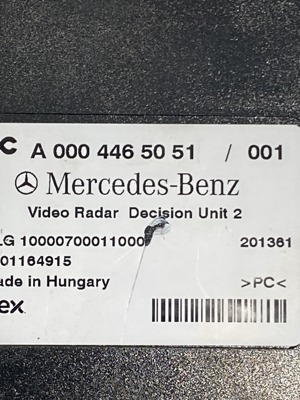 C A 000 446 50 51 / 001
Mercedes-Benz
Video Radar Decision Unit 2
LG 10000700011000 201361
01164915
ade in Hungary >PC<
ex